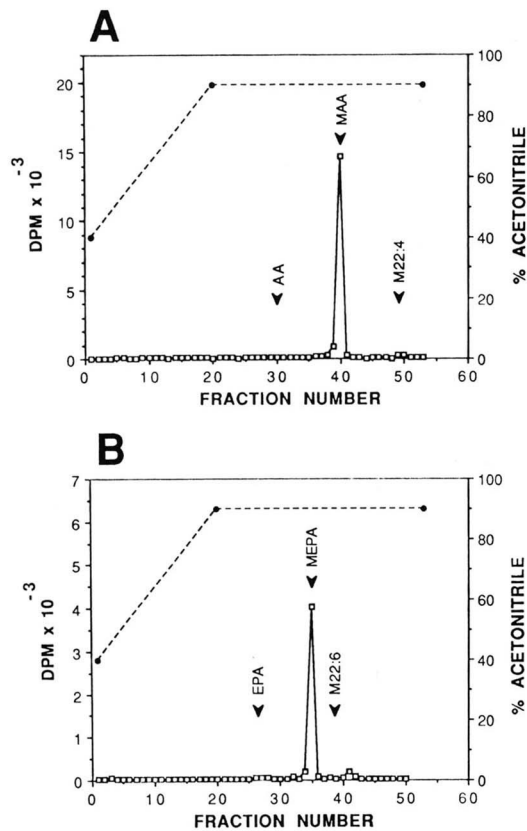 A
DPM x 10 -3
% ACETONITRILE
20
15
10
5
0
100
80
60
40
20
0
AA
MAA
M22:4
0 10 20 30 40 50 60
FRACTION NUMBER
B
DPM x 10 -3
% ACETONITRILE
7
6
5
4
3
2
1
0
100
80
60
40
20
0
EPA
MEPA
M22:6
0 10 20 30 40 50 60
FRACTION NUMBER